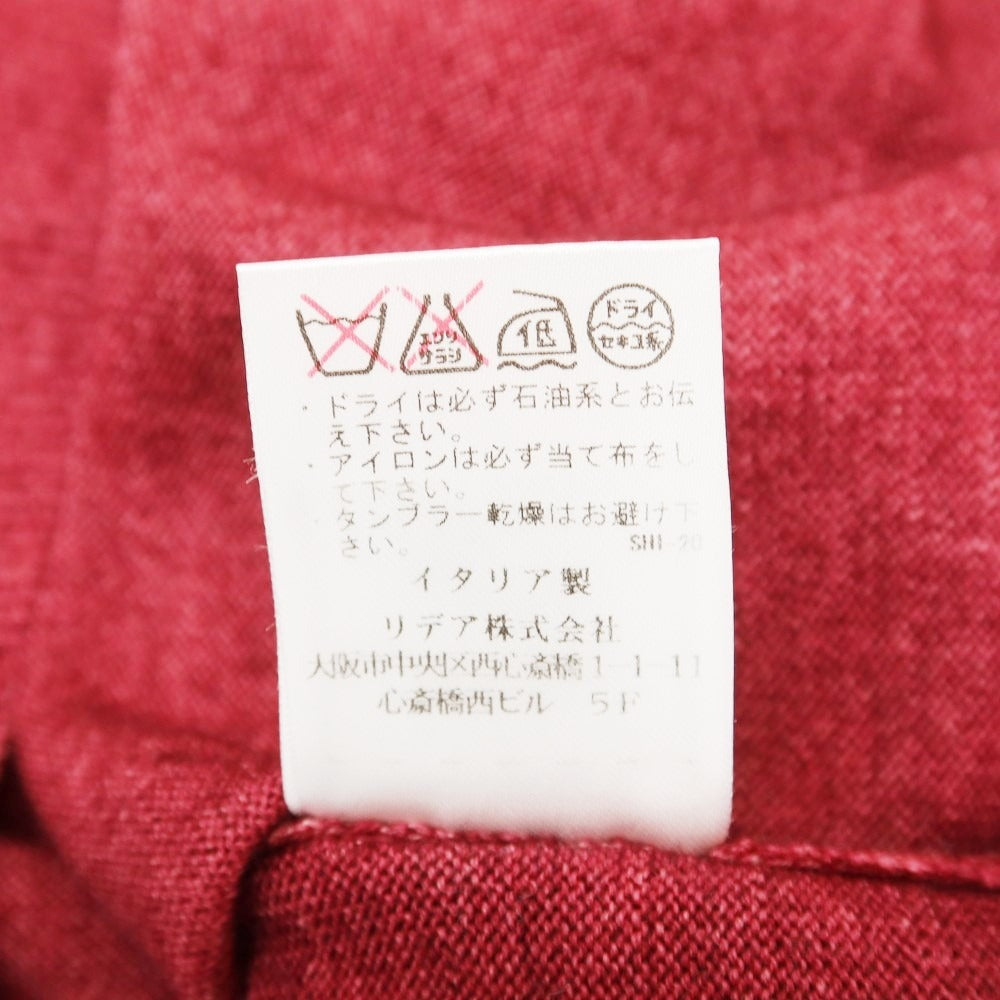 エンソ サラシ
低
ドライ
セキユ系
・ドライは必ず石油系とお伝
え下さい。
・アイロンは必ず当て布をし
て下さい。
・タンブラー乾燥はお避け下
さい。
SHI-20
イタリア製
リデア株式会社
大阪市中央区西心斎橋1-1-11
心斎橋西ビル 5F